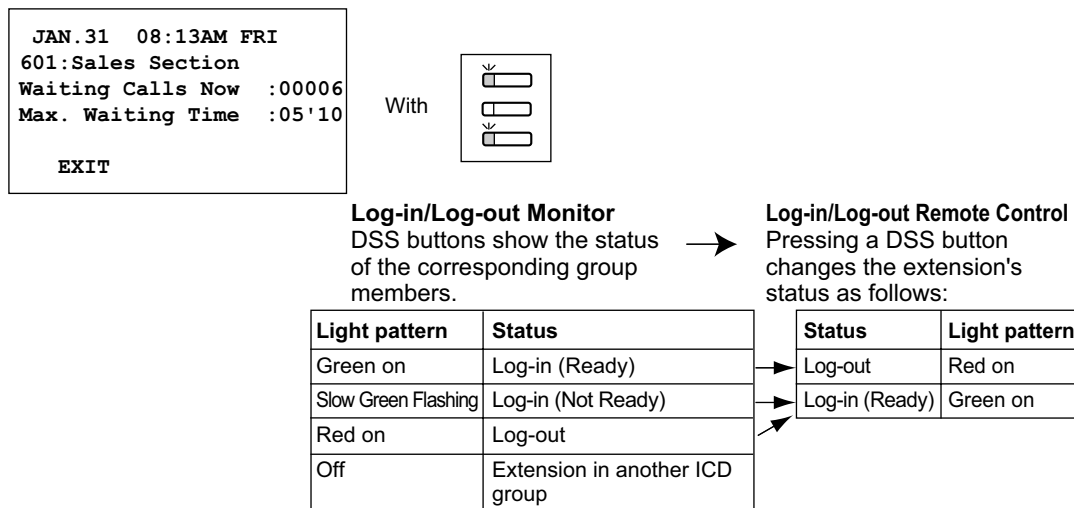 JAN.31 08:13AM FRI
601:Sales Section
Waiting Calls Now :00006
Max. Waiting Time :05'10
EXIT
With
Log-in/Log-out Monitor
DSS buttons show the status
of the corresponding group
members.
Log-in/Log-out Remote Control
Pressing a DSS button
changes the extension's
status as follows:
Light pattern Status
Green on Log-in (Ready)
Slow Green Flashing Log-in (Not Ready)
Red on Log-out
Off Extension in another ICD
group
Status Light pattern
Log-out Red on
Log-in (Ready) Green on